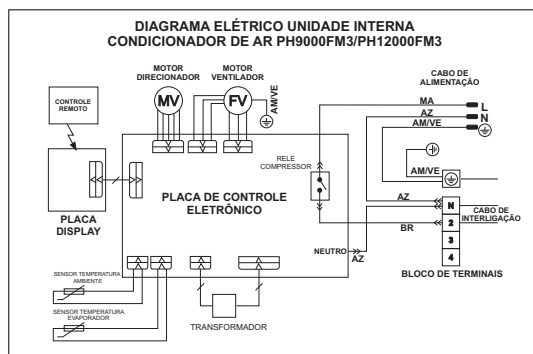 DIAGRAMA ELÉTRICO UNIDADE INTERNA
CONDICIONADOR DE AR PH9000FM3/PH12000FM3
MOTOR
DIRECIONADOR
MOTOR
VENTILADOR
CABO DE
ALIMENTAÇÃO
CONTROLE
REMOTO
MV
FV
AM/VE
MA
L
AZ
N
AM/VE
RELE
COMPRESSOR
AM/VE
PLACA DE CONTROLE
ELETRÔNICO
PLACA
DISPLAY
AZ
N
CABO DE
INTERLIGAÇÃO
BR
2
3
4
NEUTRO
AZ
BLOCO DE TERMINAIS
SENSOR TEMPERATURA
AMBIENTE
SENSOR TEMPERATURA
EVAPORADOR
TRANSFORMADOR